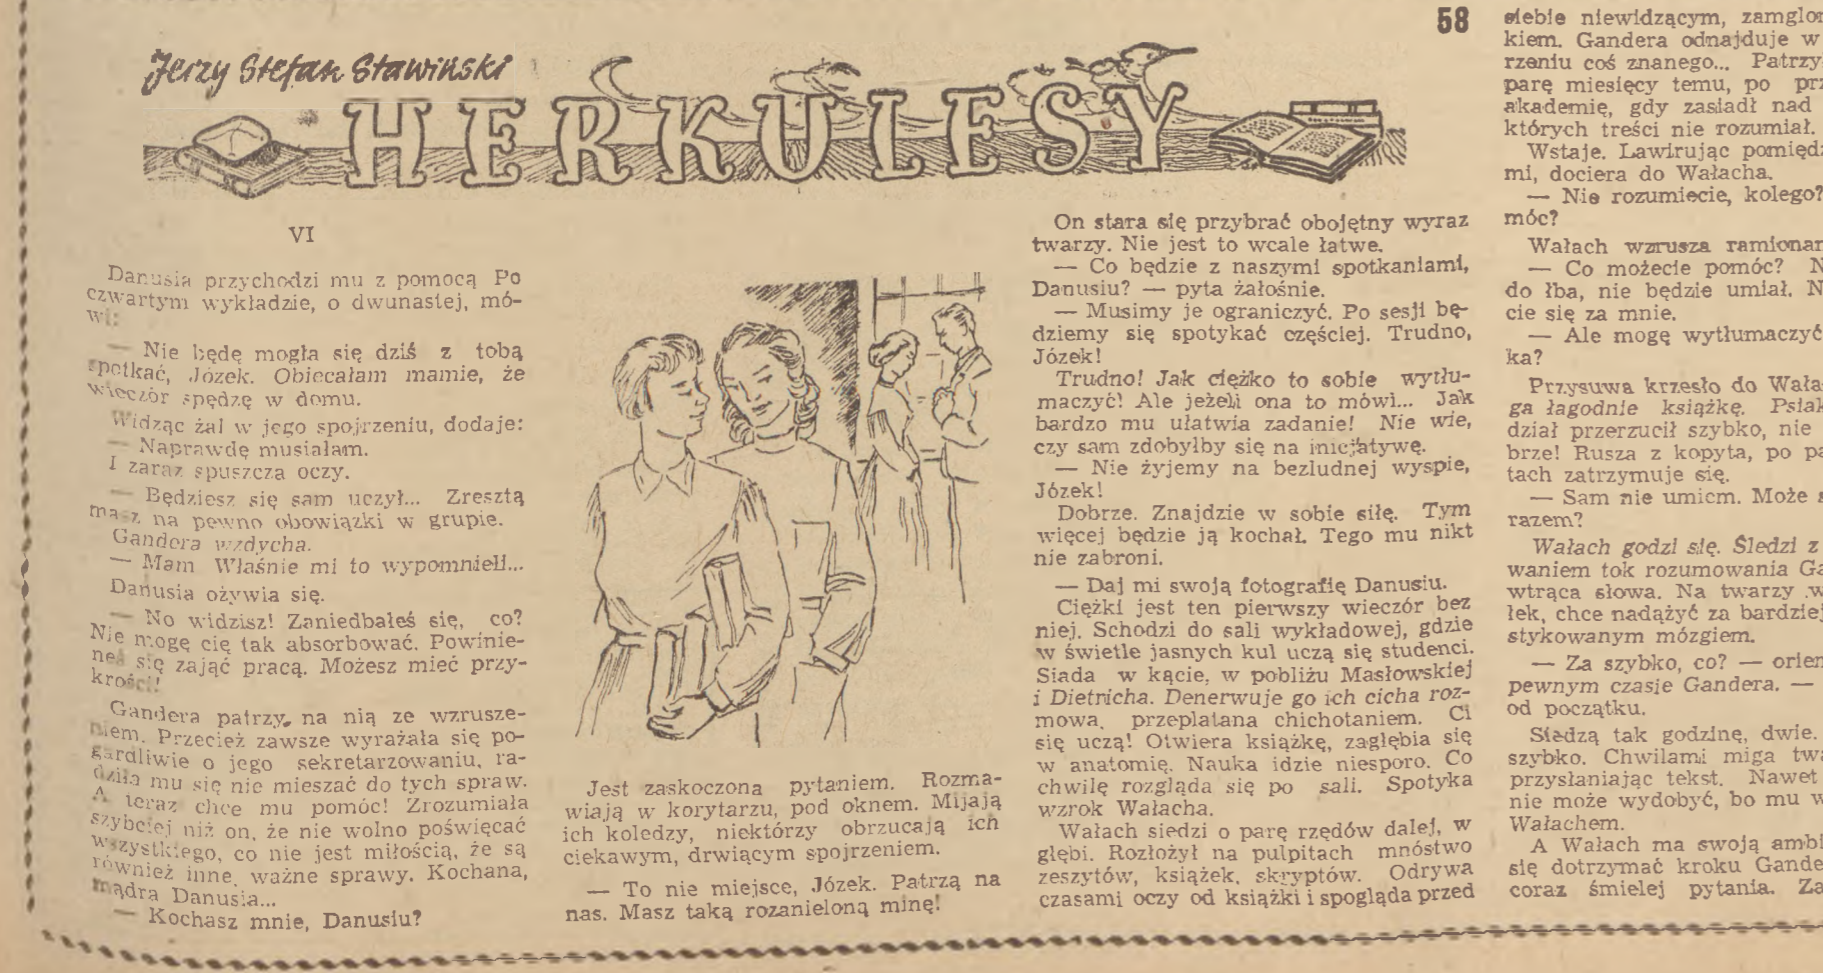 58
Jerzy Stefan Stawiński
HERKULESY
VI
Danusia przychodzi mu z pomocą Po
czwartym wykładzie, o dwunastej, mó-
wi:
— Nie będę mogła się dziś z tobą
spotkać, Józek. Obiecałam mamie, że
wieczór spędzę w domu.
Widząc żal w jego spojrzeniu, dodaje:
— Naprawdę musiałam.
I zaraz spuszcza oczy.
— Będziesz się sam uczył... Zresztą
masz na pewno obowiązki w grupie.
Gandera wzdycha.
— Mam Właśnie mi to wypomnieli...
Danusia ożywia się.
— No widzisz! Zaniedbałeś się, co?
Nie mogę cię tak absorbować. Powinie-
neś się zająć pracą. Możesz mieć przy-
krości!
Gandera patrzy na nią ze wzrusze-
niem. Przecież zawsze wyrażała się po-
gardliwie o jego sekretarzowaniu, ra-
dziła mu się nie mieszać do tych spraw.
A teraz chce mu pomóc! Zrozumiała
szybciej niż on, że nie wolno poświęcać
wszystkiego, co nie jest miłością, że są
również inne, ważne sprawy. Kochana,
mądra Danusia...
— Kochasz mnie, Danusiu?
Jest zaskoczona pytaniem. Rozma-
wiają w korytarzu, pod oknem. Mijają
ich koledzy, niektórzy obrzucają ich
ciekawym, drwiącym spojrzeniem.
— To nie miejsce, Józek. Patrzą na
nas. Masz taką rozanieloną minę!
On stara się przybrać obojętny wyraz
twarzy. Nie jest to wcale łatwe.
— Co będzie z naszymi spotkaniami,
Danusiu? — pyta żałośnie.
— Musimy je ograniczyć. Po sesji bę-
dziemy się spotykać częściej. Trudno,
Józek!
Trudno! Jak ciężko to sobie wytłu-
maczyć! Ale jeżeli ona to mówi... Jak
bardzo mu ułatwia zadanie! Nie wie,
czy sam zdobyłby się na inicjatywę.
— Nie żyjemy na bezludnej wyspie,
Józek!
Dobrze. Znajdzie w sobie siłę. Tym
więcej będzie ją kochał. Tego mu nikt
nie zabroni.
— Daj mi swoją fotografię Danusiu.
Ciężki jest ten pierwszy wieczór bez
niej. Schodzi do sali wykładowej, gdzie
w świetle jasnych kul uczą się studenci.
Siada w kącie, w pobliżu Masłowskiej
i Dietricha. Denerwuje go ich cicha roz-
mowa, przeplatana chichotaniem. Ci
się uczą! Otwiera książkę, zagłębia się
w anatomię. Nauka idzie niesporo. Co
chwilę rozgląda się po sali. Spotyka
wzrok Wałacha.
Wałach siedzi o parę rzędów dalej, w
głębi. Rozłożył na pulpitach mnóstwo
zeszytów, książek, skryptów. Odrywa
czasami oczy od książki i spogląda przed
siebie niewidzącym, zamglon
kiem. Gandera odnajduje w
rzeniu coś znanego... Patrzy
parę miesięcy temu, po prz
akademię, gdy zasiadł nad
których treści nie rozumiał.
Wstaje. Lawirując pomiędz
mi, dociera do Wałacha.
— Nie rozumiecie, kolego?
móc?
Wałach wzrusza ramionam
— Co możecie pomóc? N
do łba, nie będzie umiał. N
cie się za mnie.
— Ale mogę wytłumaczyć
ka?
Przysuwa krzesło do Wała
ga łagodnie książkę. Psiak
dział przerzucił szybko, nie
brze! Rusza z kopyta, po pa
tach zatrzymuje się.
— Sam nie umiem. Może s
razem?
Wałach godzi się. Śledzi z
waniem tok rozumowania Ga
wtrąca słowa. Na twarzy w
łek, chce nadążyć za bardziej
stykowanym mózgiem.
— Za szybko, co? — orien
pewnym czasie Gandera. —
od początku.
Siedzą tak godzinę, dwie.
szybko. Chwilami miga twa
przysłaniając tekst. Nawet
nie może wydobyć, bo mu w
Wałachem.
A Wałach ma swoją ambi
się dotrzymać kroku Gande
coraz śmielej pytania. Za